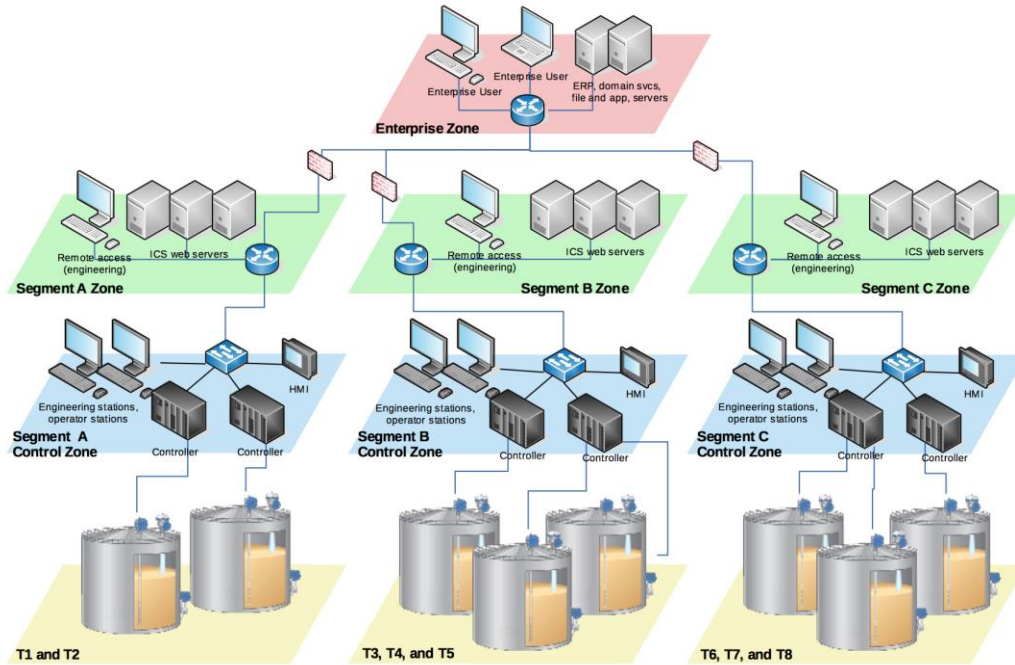 Enterprise User
Enterprise User
ERP, domain svcs,
file and app, servers
Enterprise Zone
Remote access
(engineering)
ICS web servers
Segment A Zone
Remote access
(engineering)
ICS web servers
Segment B Zone
Remote access
(engineering)
ICS web servers
Segment C Zone
HMI
Engineering stations,
operator stations
Segment A
Control Zone
Controller
Controller
HMI
Engineering stations,
operator stations
Segment B
Control Zone
Controller
Controller
HMI
Engineering stations,
operator stations
Segment C
Control Zone
Controller
Controller
T1 and T2
T3, T4, and T5
T6, T7, and T8